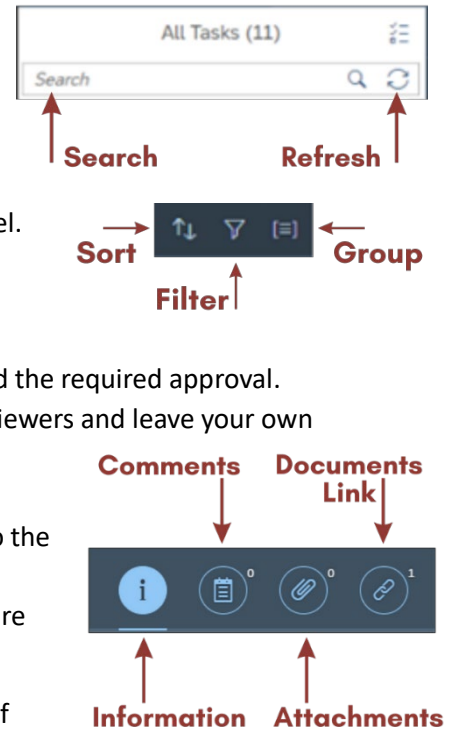 All Tasks (11)
Search
Search Refresh
el.
Sort Group
Filter
d the required approval.
iewers and leave your own
Comments Documents
Link
o the
i 0 0 1
re
f
Information Attachments